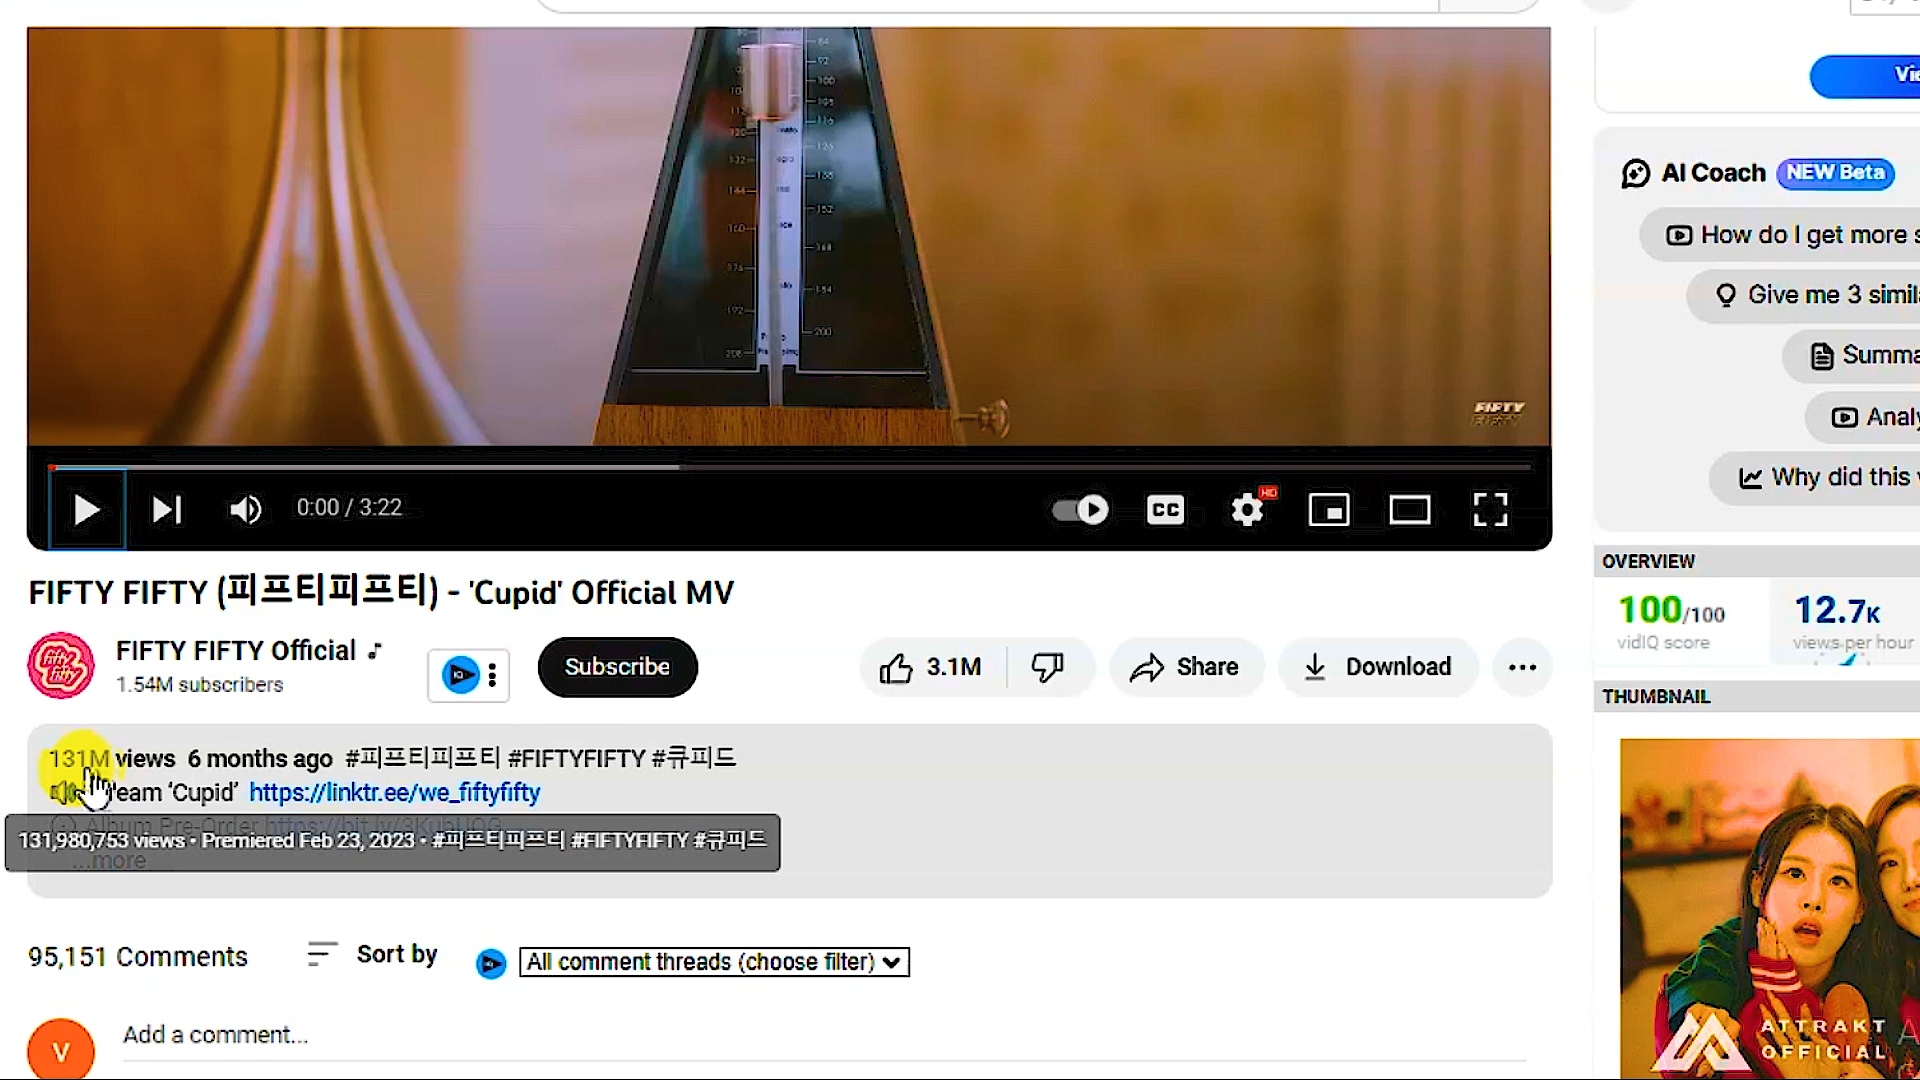 FIFTY
FIFTY
0:00 / 3:22
CC
HD
FIFTY FIFTY (피프티피프티) - 'Cupid' Official MV
FIFTY FIFTY Official
1.54M subscribers
Subscribe
3.1M
Share
Download
131M views 6 months ago #피프티피프티 #FIFTYFIFTY #큐피드
‘Cupid’ https://linktr.ee/we_fiftyfifty
Album Pre-Order
131,980,753 views • Premiered Feb 23, 2023 • #피프티피프티 #FIFTYFIFTY #큐피드
...more
95,151 Comments
Sort by
All comment threads (choose filter)
V
Add a comment...
AI Coach NEW Beta
How do I get more
Give me 3
Why did this
OVERVIEW
100/100
vidIQ score
12.7K
views per hour
THUMBNAIL
ATTRAKT
OFFICIAL